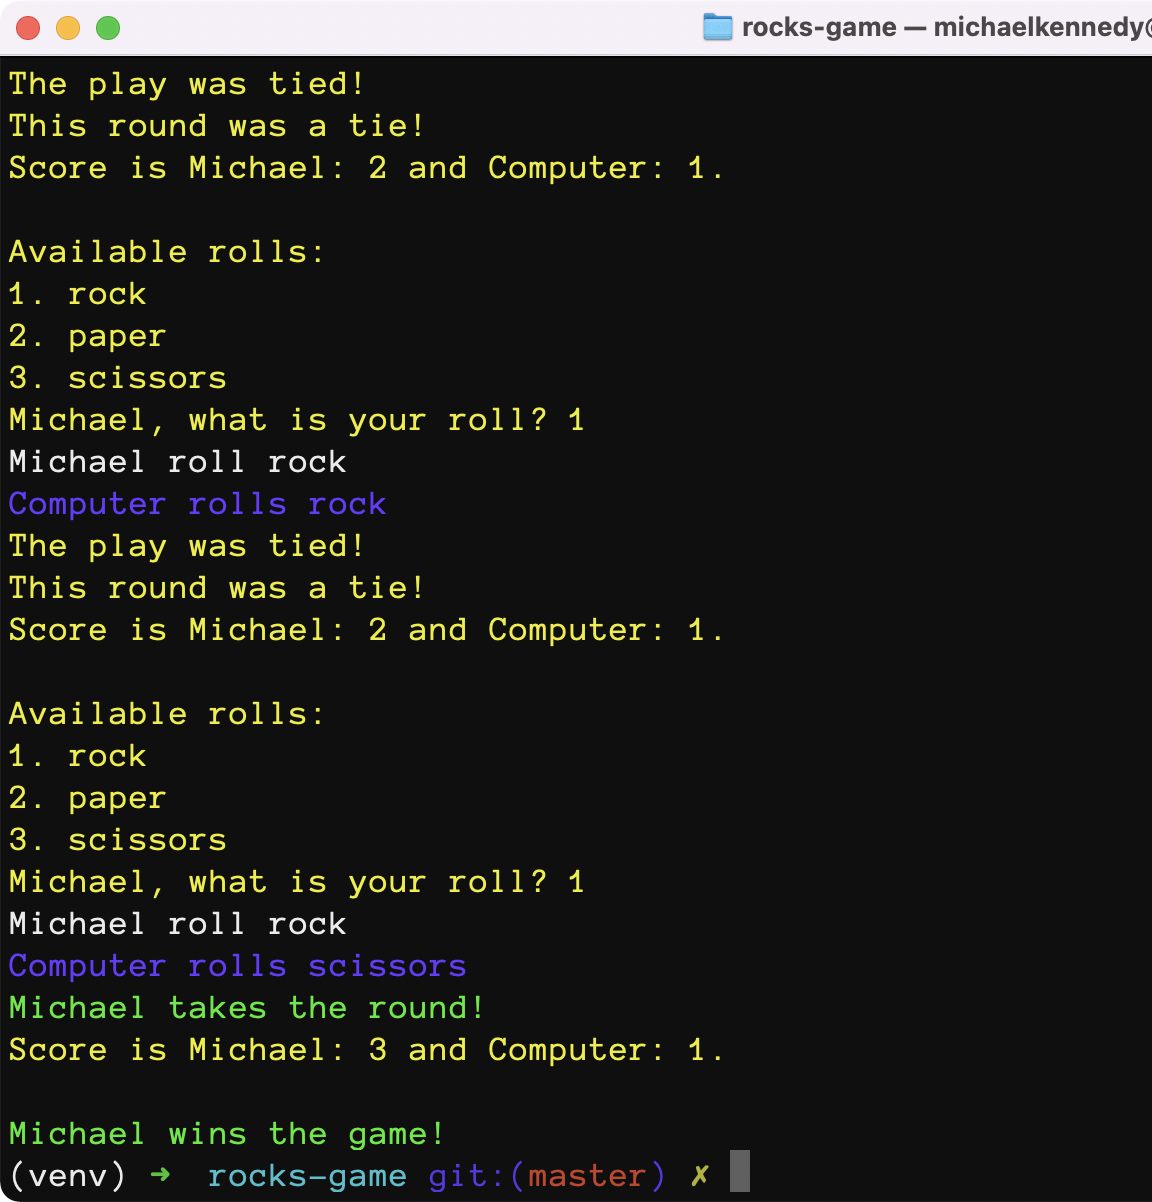 rocks-game — michaelkennedy@
The play was tied!
This round was a tie!
Score is Michael: 2 and Computer: 1.
Available rolls:
1. rock
2. paper
3. scissors
Michael, what is your roll? 1
Michael roll rock
Computer rolls rock
The play was tied!
This round was a tie!
Score is Michael: 2 and Computer: 1.
Available rolls:
1. rock
2. paper
3. scissors
Michael, what is your roll? 1
Michael roll rock
Computer rolls scissors
Michael takes the round!
Score is Michael: 3 and Computer: 1.
Michael wins the game!
(venv) ➜ rocks-game git:(master) ✗